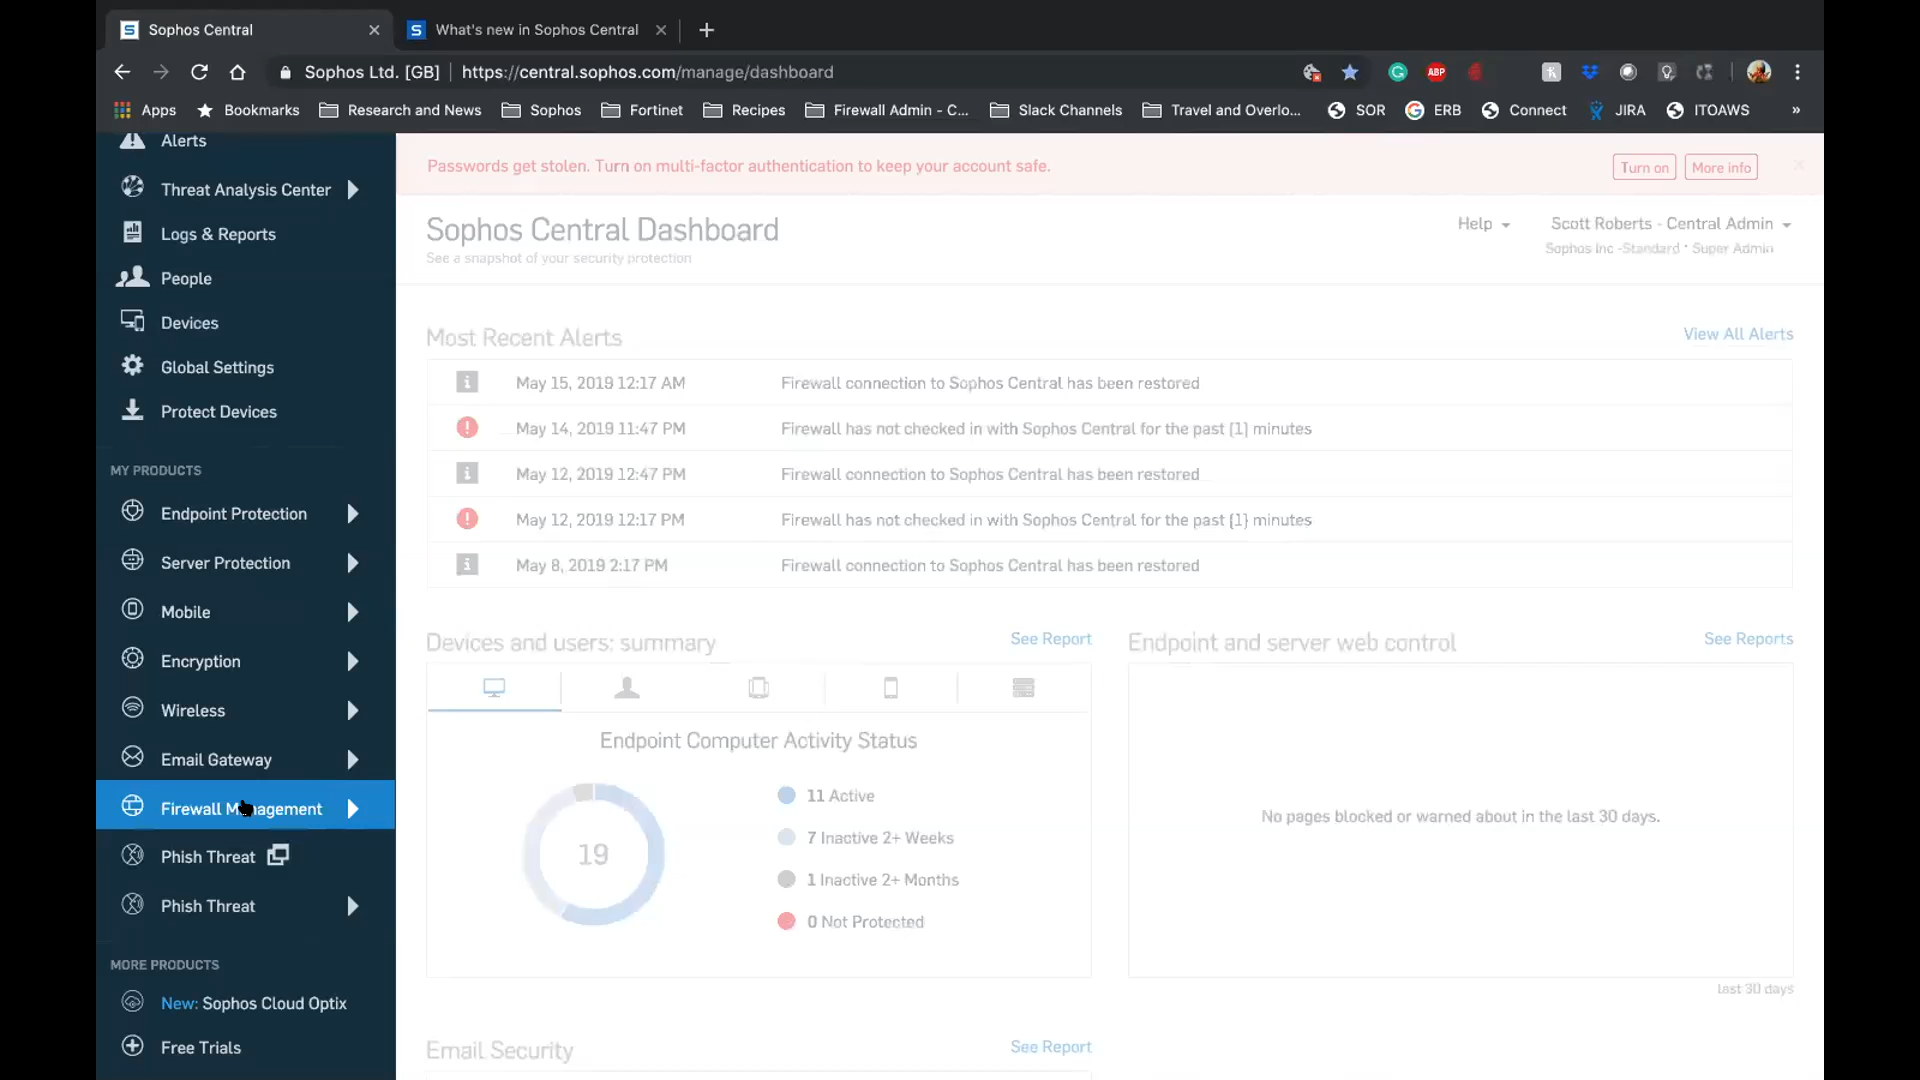 Sophos Central
What's new in Sophos Central
Sophos Ltd. [GB] | https://central.sophos.com/manage/dashboard
Apps Bookmarks Research and News Sophos Fortinet Recipes Firewall Admin - C... Slack Channels Travel and Overlo... SOR ERB Connect JIRA ITOAWS »
Alerts
Threat Analysis Center
Logs & Reports
People
Devices
Global Settings
Protect Devices
MY PRODUCTS
Endpoint Protection
Server Protection
Mobile
Encryption
Wireless
Email Gateway
Firewall Management
Phish Threat
Phish Threat
MORE PRODUCTS
New: Sophos Cloud Optix
Free Trials
Passwords get stolen. Turn on multi-factor authentication to keep your account safe.
Turn on More info
Sophos Central Dashboard
See a snapshot of your security protection
Help
Scott Roberts - Central Admin
Sophos Inc -Standard · Super Admin
Most Recent Alerts
View All Alerts
May 15, 2019 12:17 AM Firewall connection to Sophos Central has been restored
May 14, 2019 11:47 PM Firewall has not checked in with Sophos Central for the past {1} minutes
May 12, 2019 12:47 PM Firewall connection to Sophos Central has been restored
May 12, 2019 12:17 PM Firewall has not checked in with Sophos Central for the past {1} minutes
May 8, 2019 2:17 PM Firewall connection to Sophos Central has been restored
Devices and users: summary
See Report
Endpoint Computer Activity Status
19
11 Active
7 Inactive 2+ Weeks
1 Inactive 2+ Months
0 Not Protected
Endpoint and server web control
See Reports
No pages blocked or warned about in the last 30 days.
last 30 days
Email Security
See Report